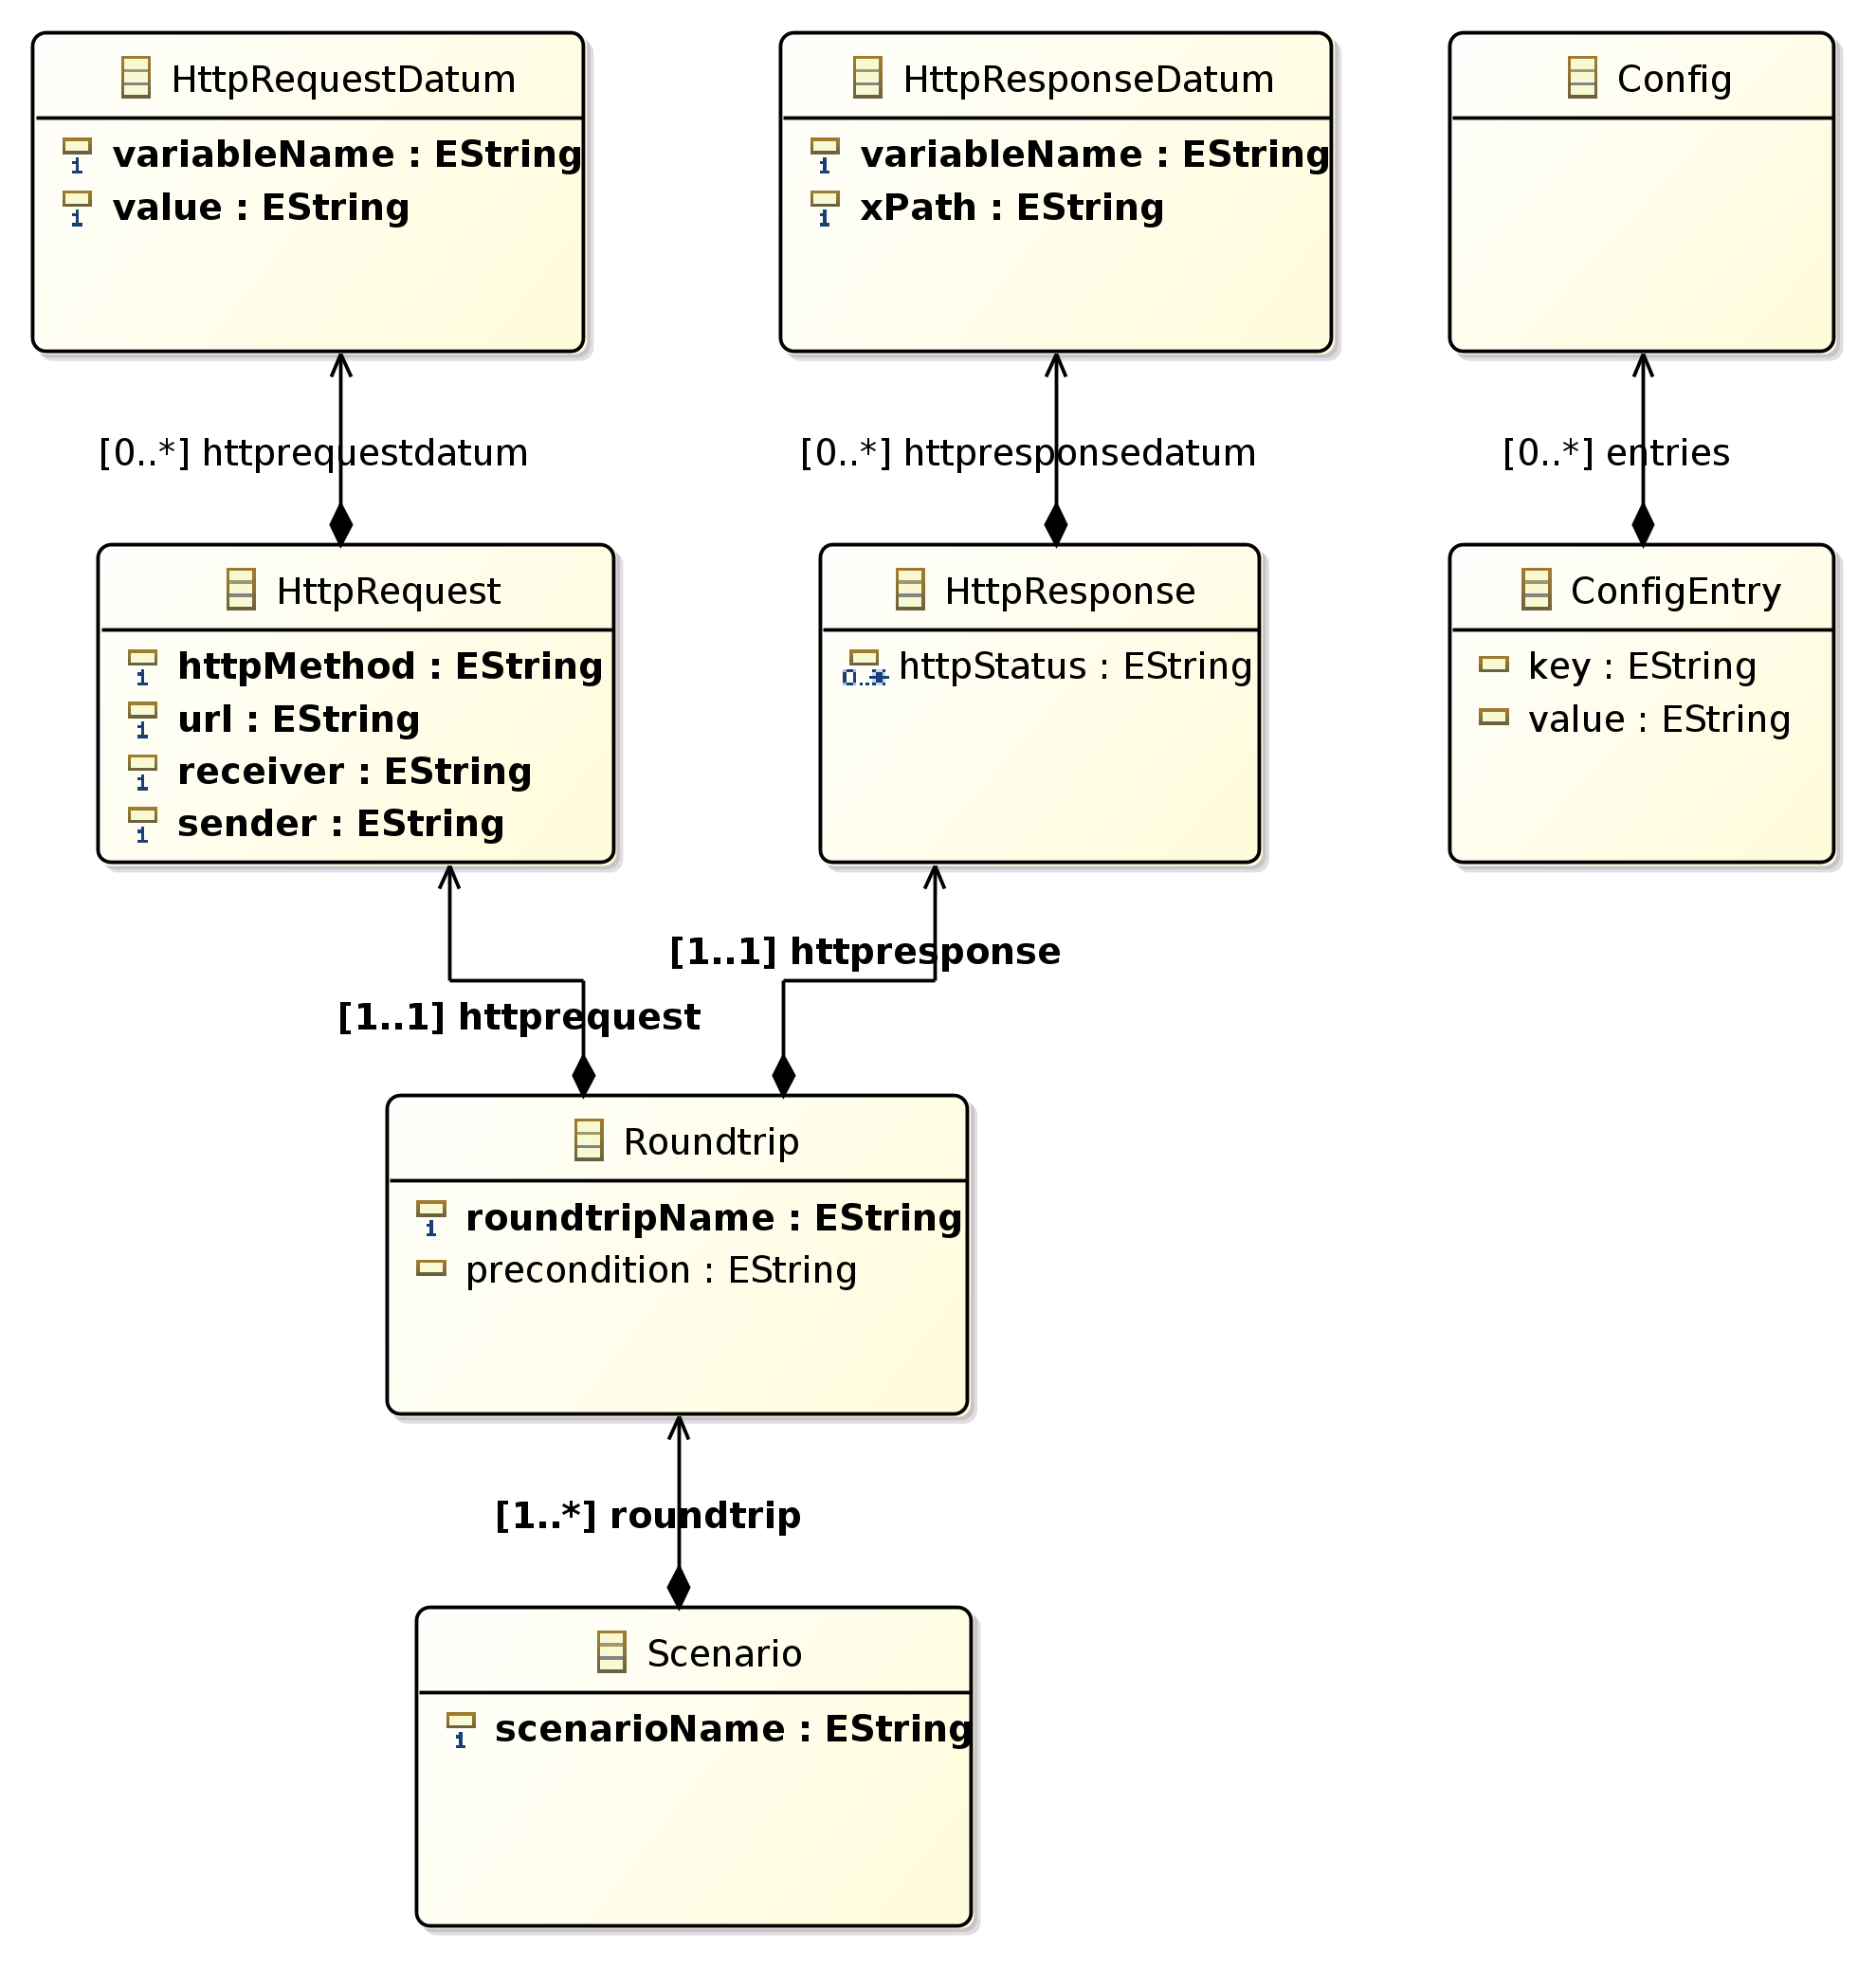 HttpRequestDatum
variableName : EString
value : EString
HttpResponseDatum
variableName : EString
xPath : EString
Config
[0..*] httprequestdatum
[0..*] httpresponsedatum
[0..*] entries
HttpRequest
httpMethod : EString
url : EString
receiver : EString
sender : EString
HttpResponse
0..* httpStatus : EString
ConfigEntry
key : EString
value : EString
[1..1] httpresponse
[1..1] httprequest
Roundtrip
roundtripName : EString
precondition : EString
[1..*] roundtrip
Scenario
scenarioName : EString